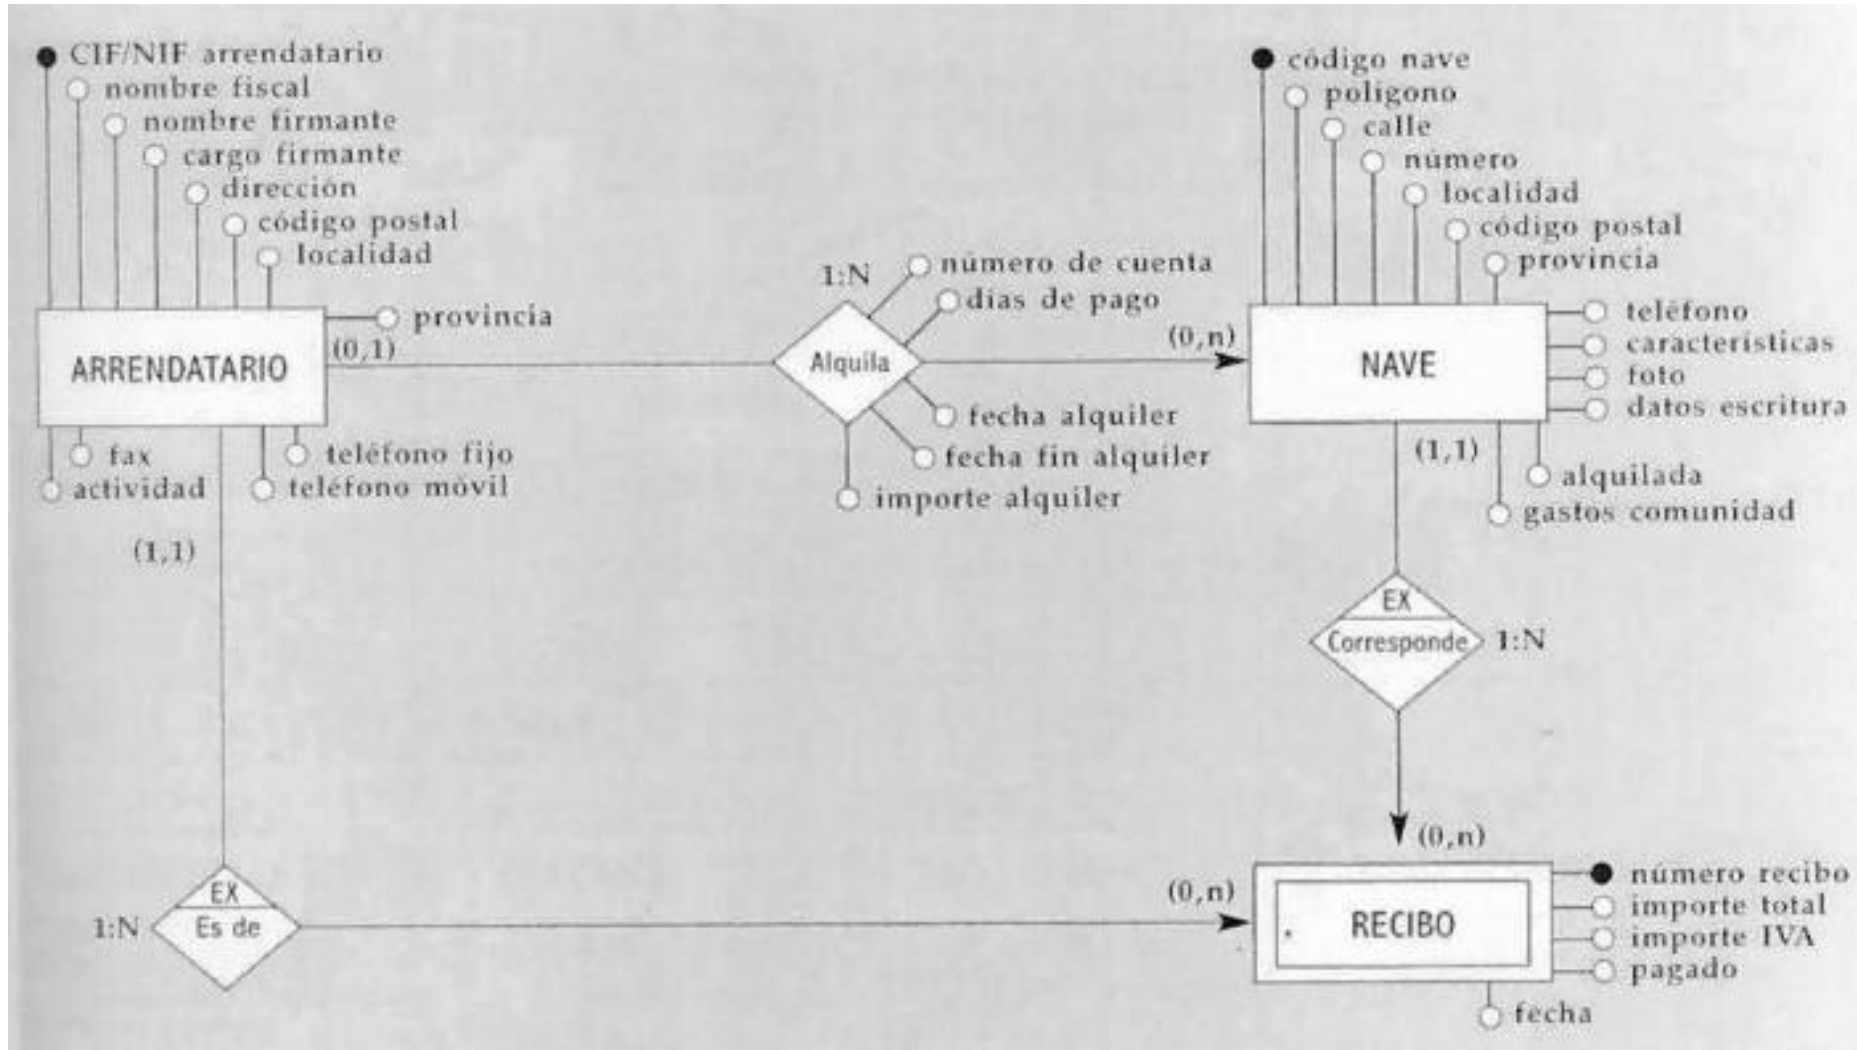 CIF/NIF arrendatario
nombre fiscal
nombre firmante
cargo firmante
dirección
código postal
localidad
provincia
(0,1)
ARRENDATARIO
fax
actividad
teléfono fijo
teléfono móvil
(1,1)
1:N
número de cuenta
dias de pago
Alquila
(0,n)
fecha alquiler
fecha fin alquiler
importe alquiler
código nave
poligono
calle
número
localidad
código postal
provincia
NAVE
teléfono
características
foto
datos escritura
(1,1)
alquilada
gastos comunidad
EX
Corresponde
1:N
(0,n)
EX
Es de
1:N
(0,n)
RECIBO
número recibo
importe total
importe IVA
pagado
fecha